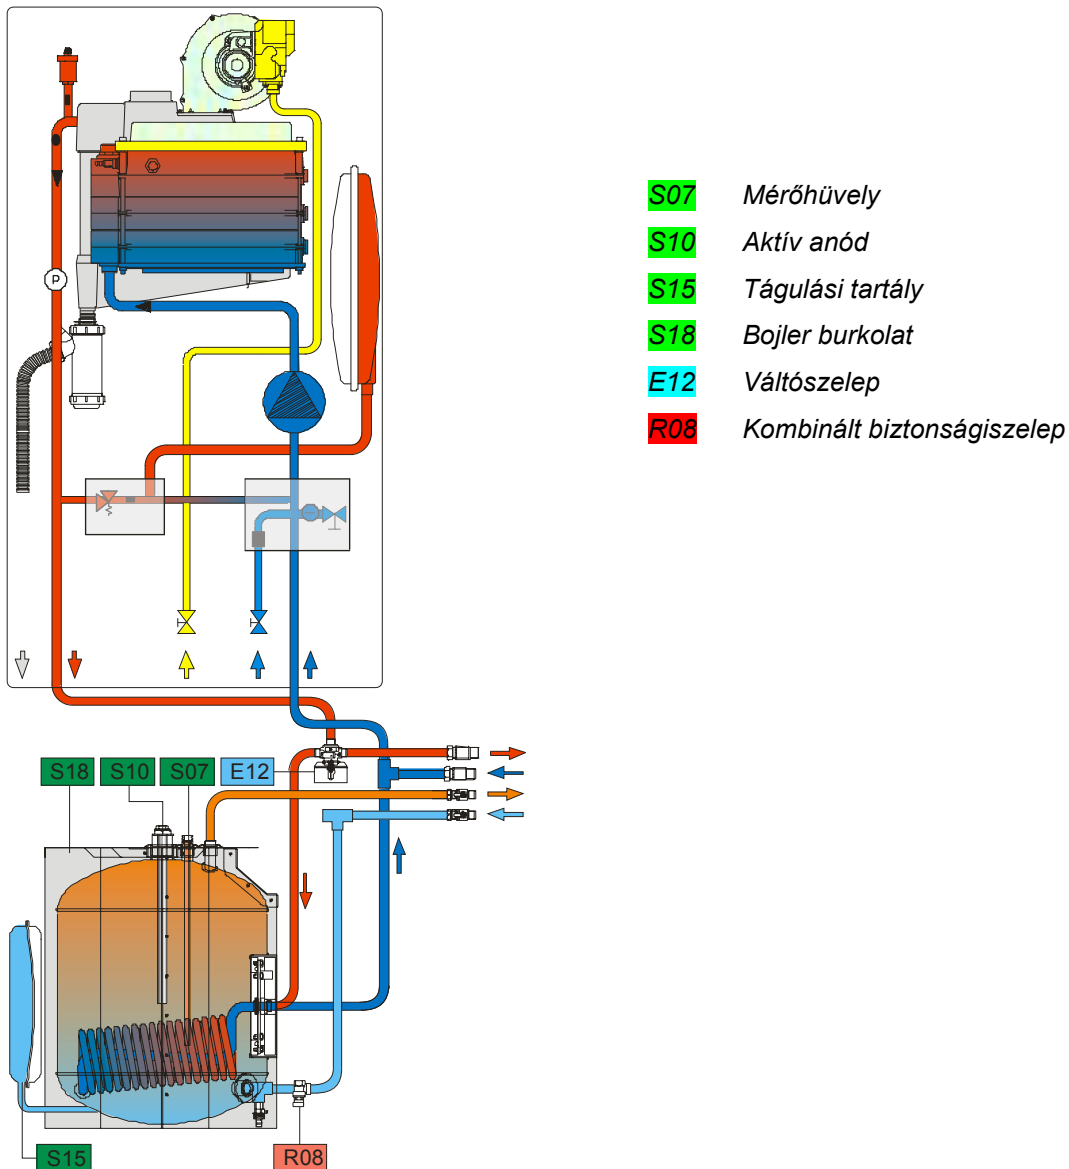 S07 Mérőhüvely
S10 Aktív anód
S15 Tágulási tartály
S18 Bojler burkolat
E12 Váltószelep
R08 Kombinált biztonságiszelep
P
S18 S10 S07 E12
S15 R08